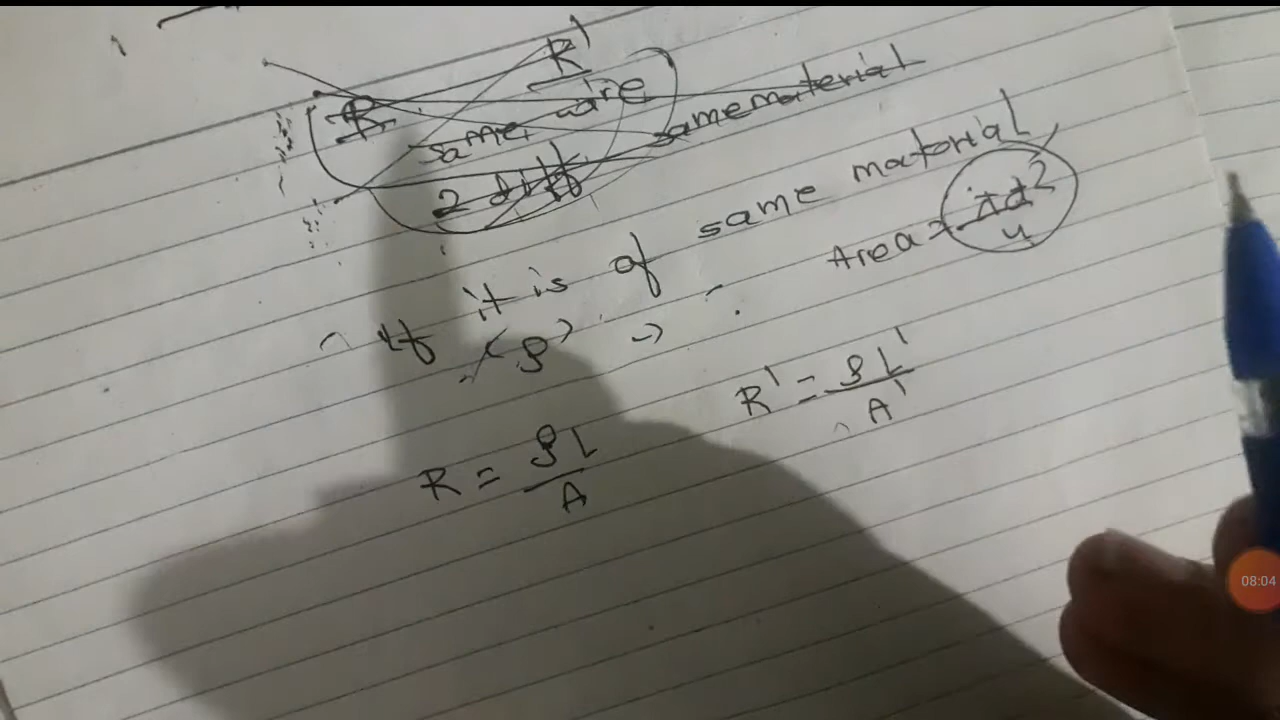 R R'
same wire
2 diff
same material
If it is of same material
(ρ) →
Area = πd²/4
R = ρL/A
R' = ρL'/A'
08:04